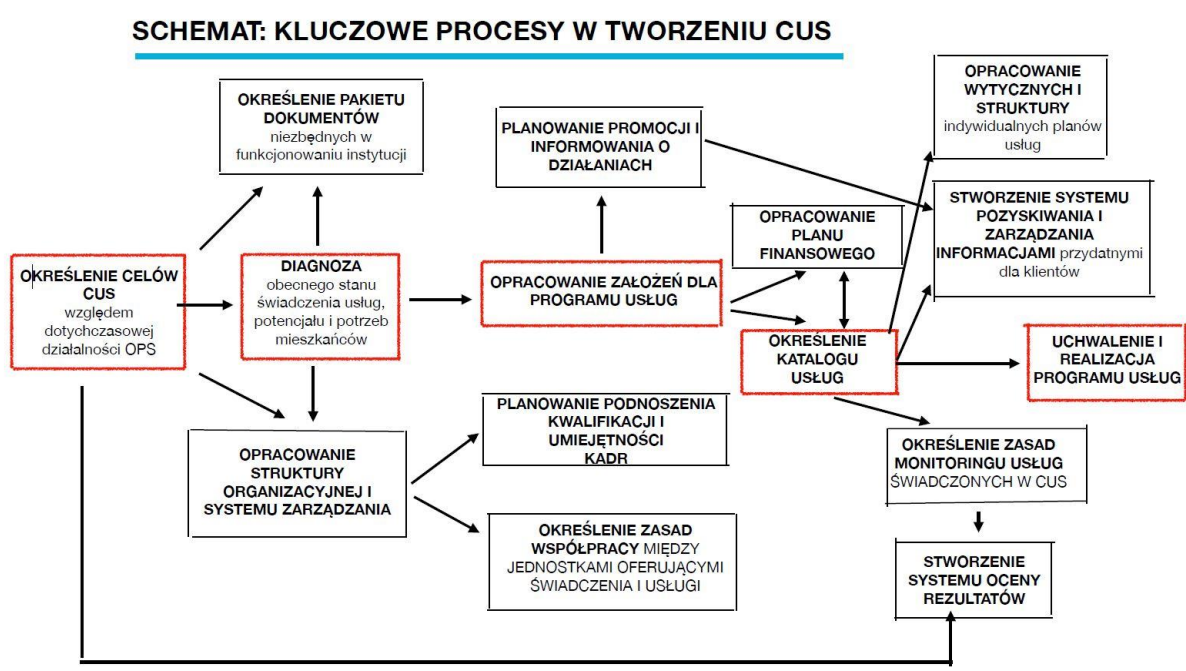 SCHEMAT: KLUCZOWE PROCESY W TWORZENIU CUS
OKREŚLENIE PAKIETU
DOKUMENTÓW
niezbędnych w
funkcjonowaniu instytucji
PLANOWANIE PROMOCJI I
INFORMOWANIA O
DZIAŁANIACH
OPRACOWANIE
WYTYCZNYCH I
STRUKTURY
indywidualnych planów
usług
STWORZENIE SYSTEMU
POZYSKIWANIA I
ZARZĄDZANIA
INFORMACJAMI przydatnymi
dla klientów
OPRACOWANIE
PLANU
FINANSOWEGO
OKREŚLENIE CELÓW
CUS
względem
dotychczasowej
działalności OPS
DIAGNOZA
obecnego stanu
świadczenia usług,
potencjału i potrzeb
mieszkańców
OPRACOWANIE ZAŁOŻEŃ DLA
PROGRAMU USŁUG
OKREŚLENIE
KATALOGU
USŁUG
UCHWALENIE I
REALIZACJA
PROGRAMU USŁUG
PLANOWANIE PODNOSZENIA
KWALIFIKACJI I
UMIEJĘTNOŚCI
KADR
OPRACOWANIE
STRUKTURY
ORGANIZACYJNEJ I
SYSTEMU ZARZĄDZANIA
OKREŚLENIE ZASAD
MONITORINGU USŁUG
ŚWIADCZONYCH W CUS
OKREŚLENIE ZASAD
WSPÓŁPRACY MIĘDZY
JEDNOSTKAMI OFERUJĄCYMI
ŚWIADCZENIA I USŁUGI
STWORZENIE
SYSTEMU OCENY
REZULTATÓW